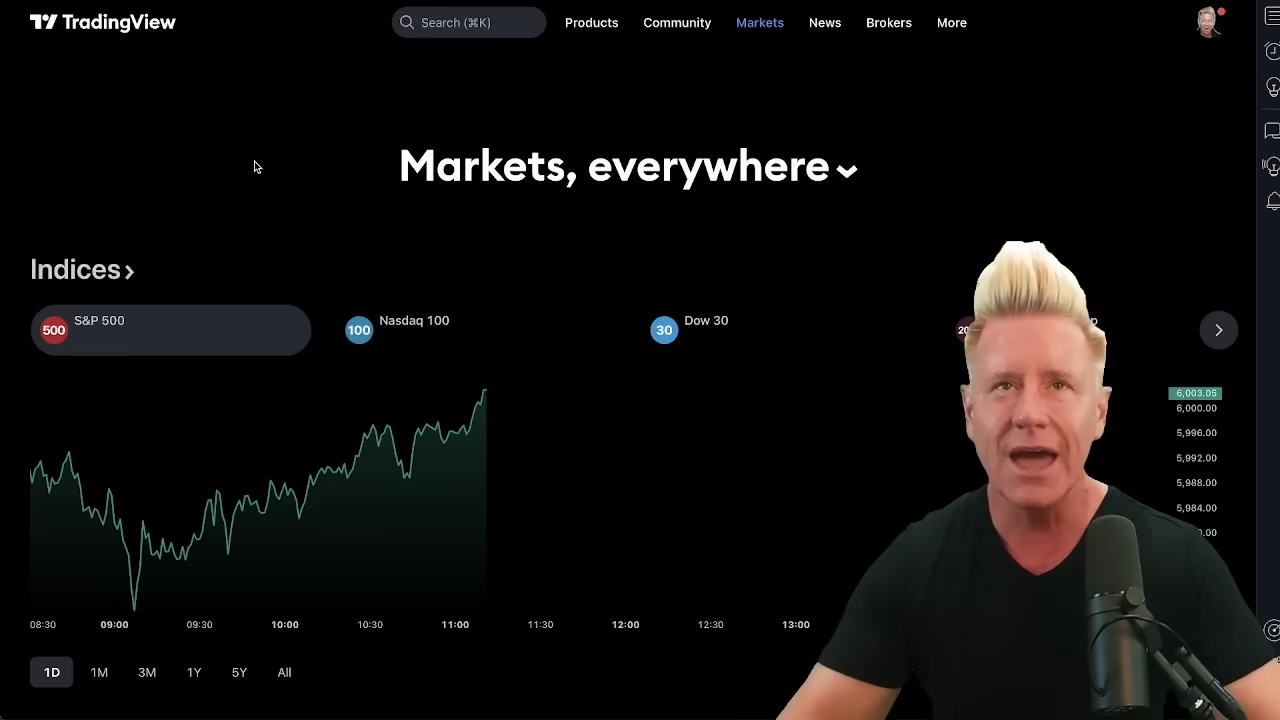 TradingView
Search (⌘K)
Products
Community
Markets
News
Brokers
More
Markets, everywhere
Indices
500
S&P 500
100
Nasdaq 100
30
Dow 30
20
6,003.05
6,000.00
5,996.00
5,992.00
5,988.00
5,984.00
08:30
09:00
09:30
10:00
10:30
11:00
11:30
12:00
12:30
13:00
1D
1M
3M
1Y
5Y
All